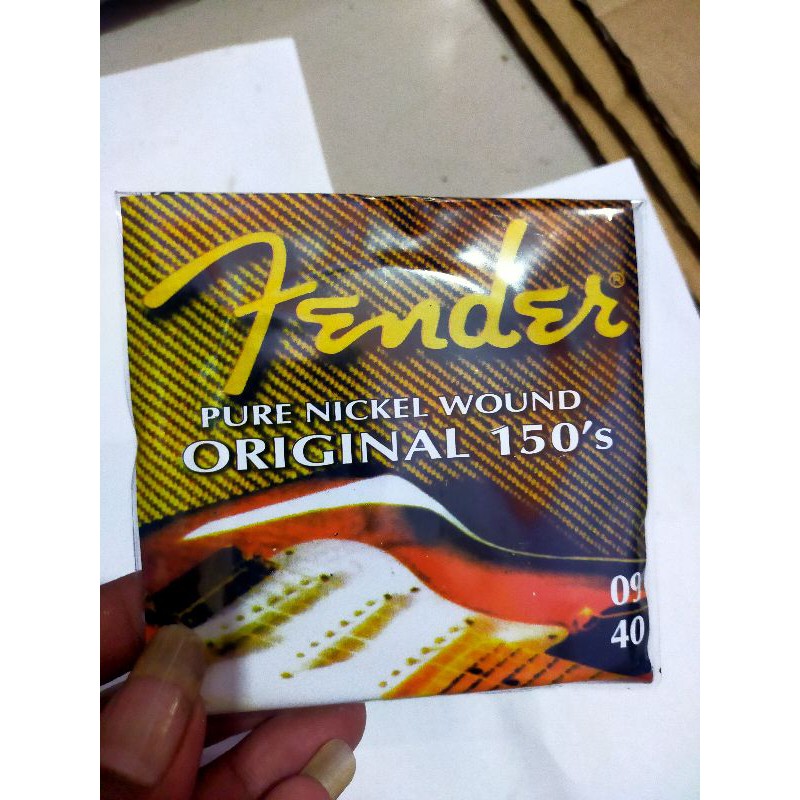 Fender®
PURE NICKEL WOUND
ORIGINAL 150's
09
40